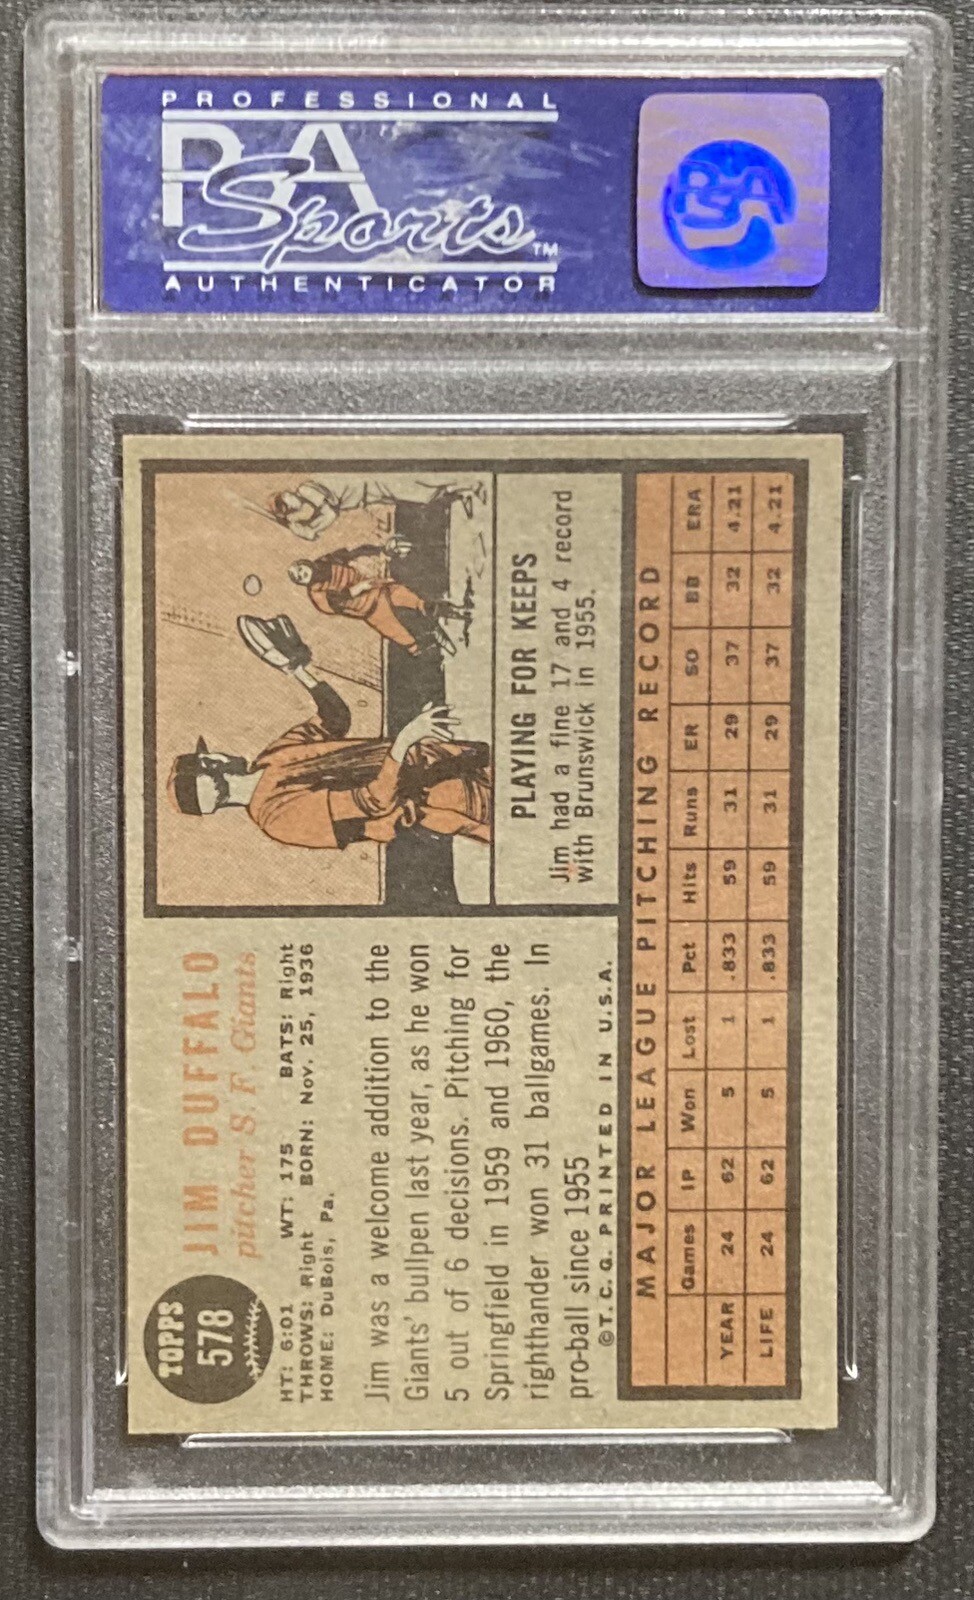 PROFESSIONAL
PSA
Sports™
AUTHENTICATOR
PSA
TOPPS
578
JIM DUFFALO
pitcher S. F. Giants
HT: 6:01 WT: 175 BATS: Right
THROWS: Right BORN: Nov. 25, 1936
HOME: DuBois, Pa.
Jim was a welcome addition to the
Giants' bullpen last year, as he won
5 out of 6 decisions. Pitching for
Springfield in 1959 and 1960, the
righthander won 31 ballgames. In
pro-ball since 1955
©T. C. G. PRINTED IN U.S.A.
PLAYING FOR KEEPS
Jim had a fine 17 and 4 record
with Brunswick in 1955.
MAJOR LEAGUE PITCHING RECORD
Games IP Won Lost Pct Hits Runs ER SO BB ERA
YEAR 24 62 5 1 .833 59 31 29 37 32 4.21
LIFE 24 62 5 1 .833 59 31 29 37 32 4.21